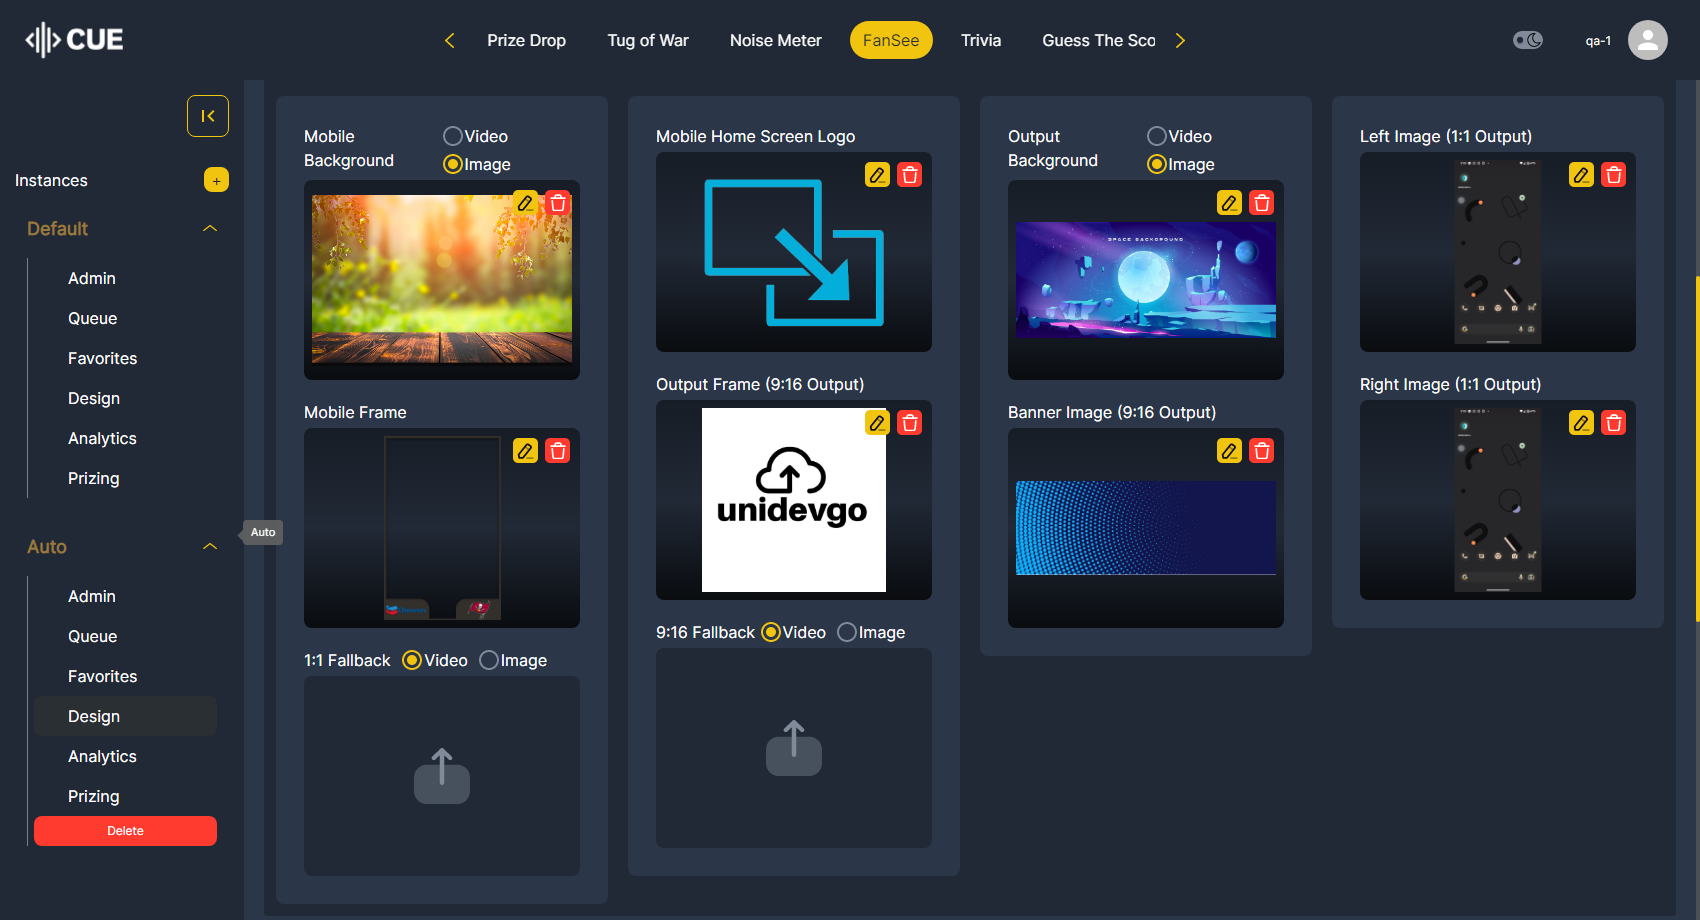 CUE
Prize Drop
Tug of War
Noise Meter
FanSee
Trivia
Guess The Sco
qa-1
Instances
+
Default
Admin
Queue
Favorites
Design
Analytics
Prizing
Auto
Auto
Admin
Queue
Favorites
Design
Analytics
Prizing
Delete
Mobile
Background
Video
Image
Mobile Frame
1:1 Fallback
Video
Image
Mobile Home Screen Logo
Output Frame (9:16 Output)
unidevgo
9:16 Fallback
Video
Image
Output
Background
Video
Image
SPACE BACKGROUND
Banner Image (9:16 Output)
Left Image (1:1 Output)
Right Image (1:1 Output)